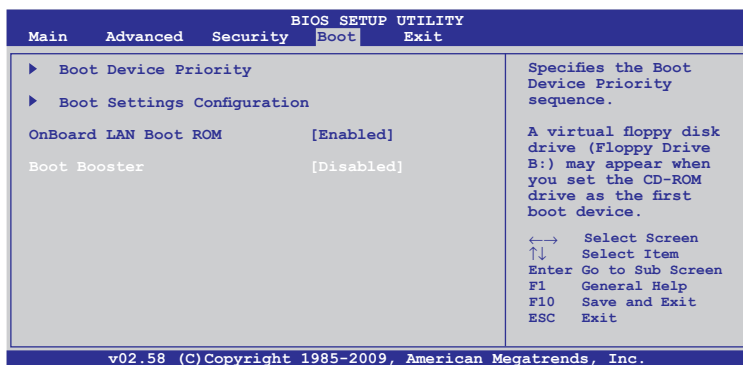 BIOS SETUP UTILITY
Main Advanced Security Boot Exit
Boot Device Priority
Boot Settings Configuration
OnBoard LAN Boot ROM [Enabled]
Boot Booster [Disabled]
Specifies the Boot
Device Priority
sequence.
A virtual floppy disk
drive (Floppy Drive
B:) may appear when
you set the CD-ROM
drive as the first
boot device.
←→ Select Screen
↑↓ Select Item
Enter Go to Sub Screen
F1 General Help
F10 Save and Exit
ESC Exit
v02.58 (C)Copyright 1985-2009, American Megatrends, Inc.